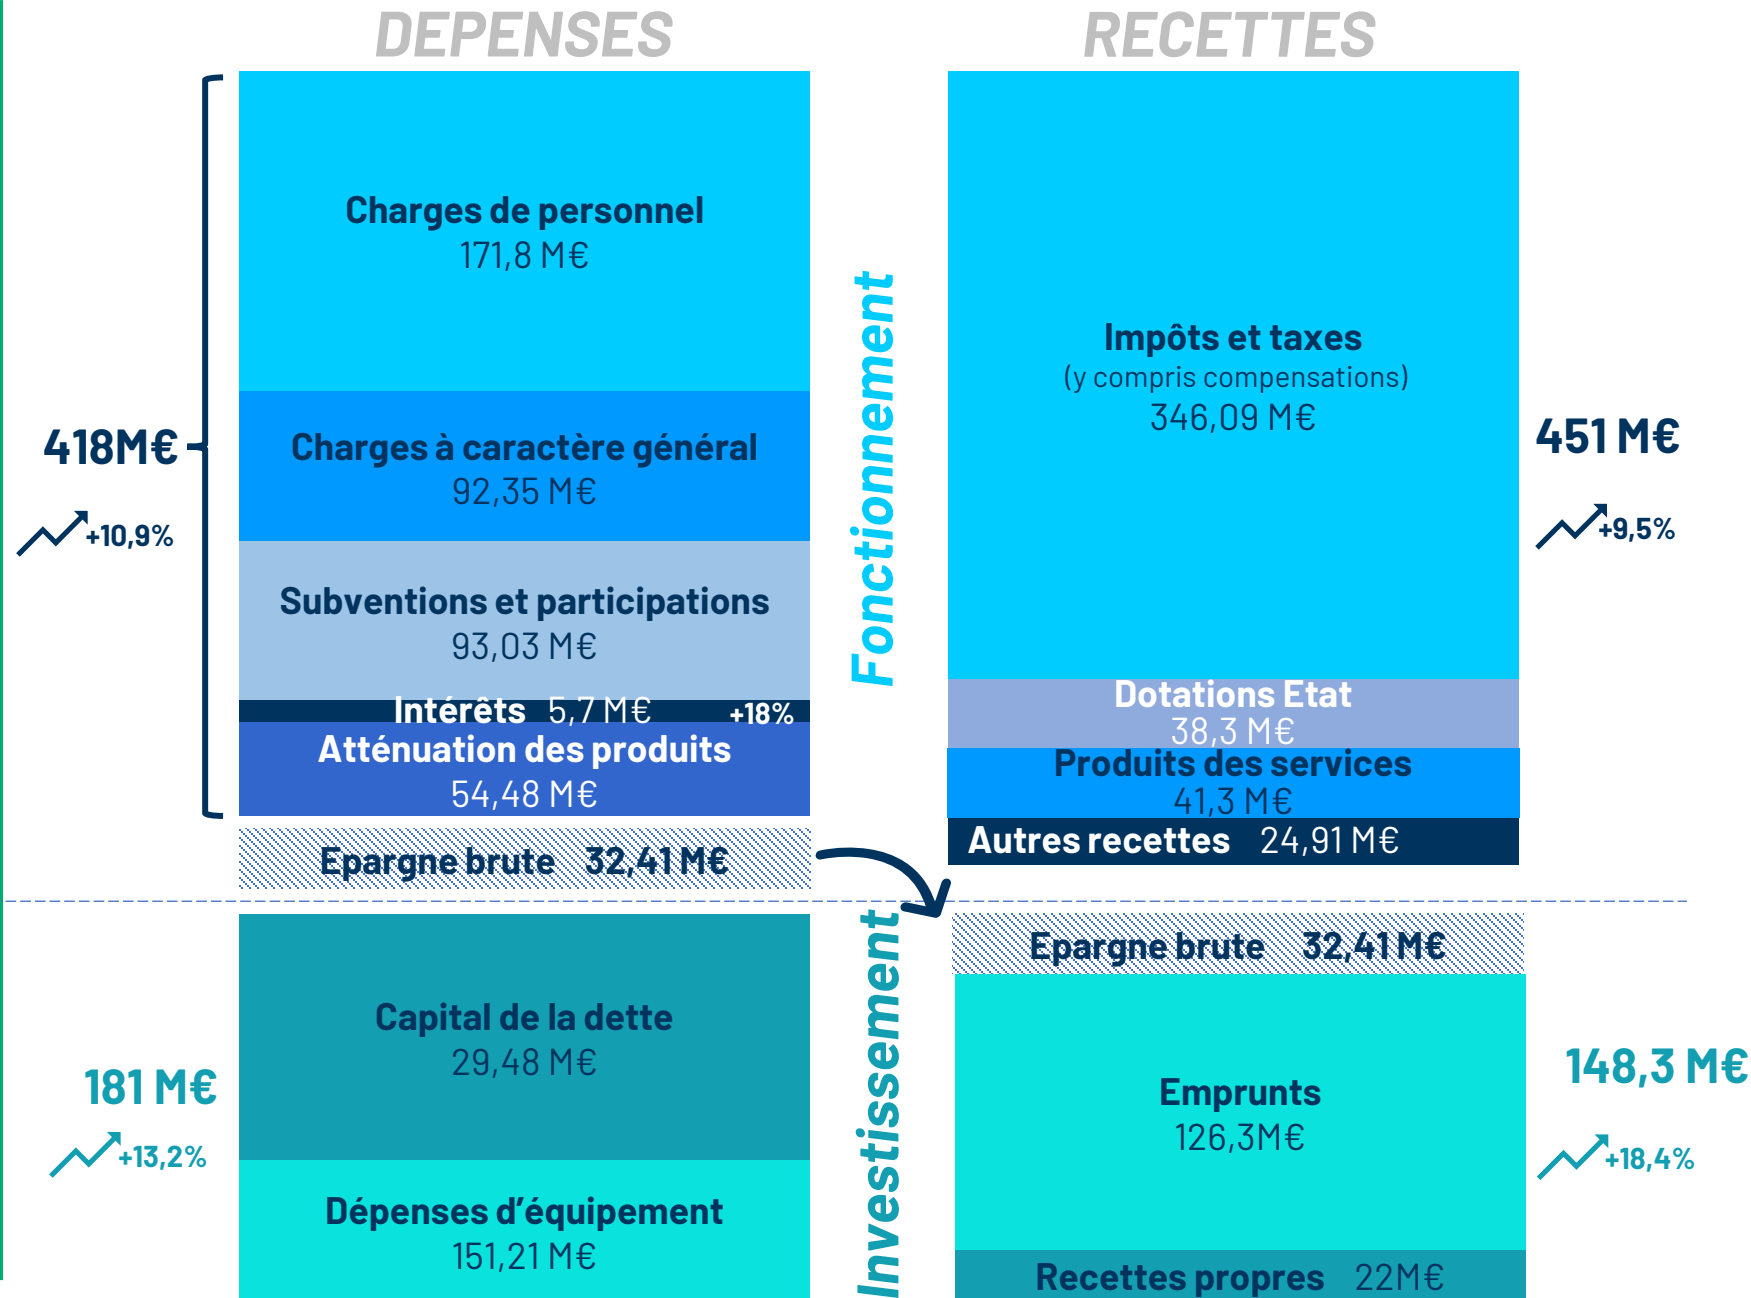 DEPENSES
RECETTES
Charges de personnel
171,8 M€
Charges à caractère général
92,35 M€
Subventions et participations
93,03 M€
Intérêts 5,7 M€ +18%
Atténuation des produits
54,48 M€
Epargne brute 32,41 M€
418M€
+10,9%
Fonctionnement
Impôts et taxes
(y compris compensations)
346,09 M€
Dotations Etat
38,3 M€
Produits des services
41,3 M€
Autres recettes 24,91 M€
451 M€
+9,5%
Capital de la dette
29,48 M€
Dépenses d’équipement
151,21 M€
181 M€
+13,2%
Investissement
Epargne brute 32,41 M€
Emprunts
126,3M€
Recettes propres 22M€
148,3 M€
+18,4%